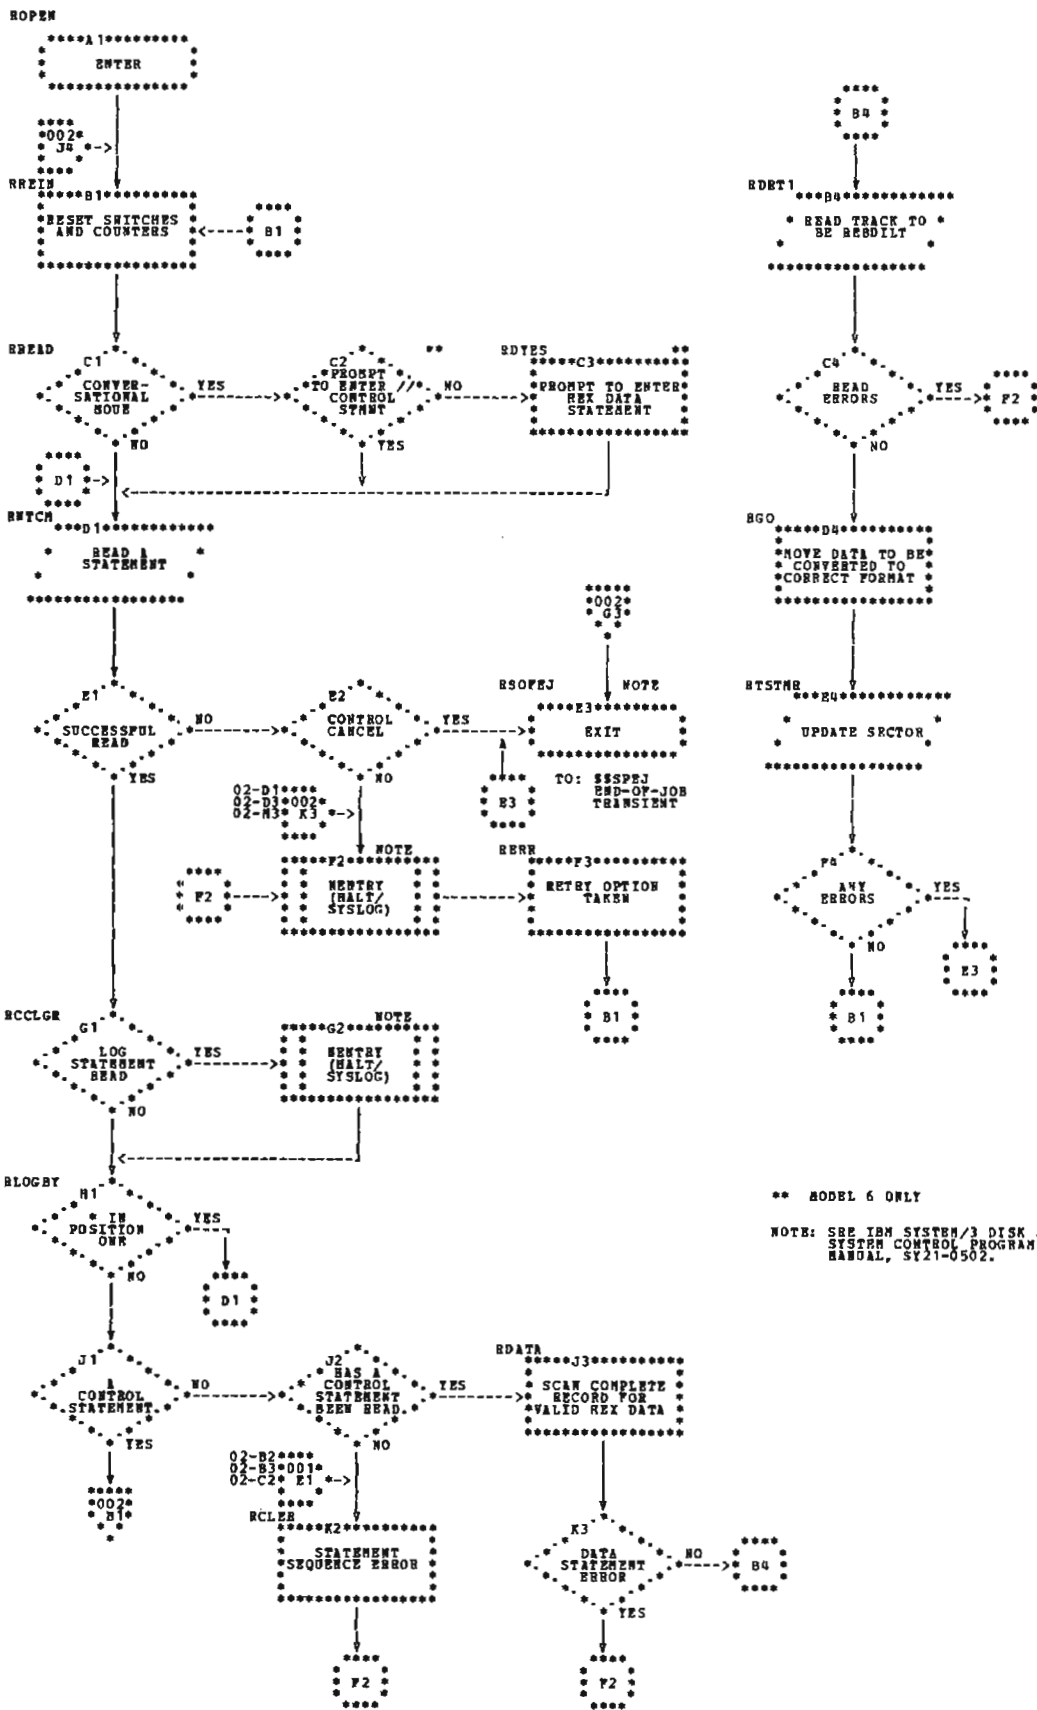 ROPEN
A1
ENTER
002
J4
RREIN
B1
RESET SWITCHES
AND COUNTERS
B1
RREAD
C1
CONVER-
SATIONAL
MODE
YES
NO
**
C2
PROMPT
TO ENTER //
CONTROL
STMNT
NO
YES
RDYES
**
C3
PROMPT TO ENTER
HEX DATA
STATEMENT
D1
RNTCM
D1
READ A
STATEMENT
E1
SUCCESSFUL
READ
NO
YES
E2
CONTROL
CANCEL
YES
NO
002
G3
RSOFEJ
NOTE
E3
EXIT
TO: $$SPEJ
END-OF-JOB
TRANSIENT
E3
02-D1
02-D3
02-H3
002
K3
NOTE
F2
NENTRY
(HALT/
SYSLOG)
F2
RERR
F3
RETRY OPTION
TAKEN
B1
RCCLGR
G1
LOG
STATEMENT
READ
YES
NO
NOTE
G2
NENTRY
(HALT/
SYSLOG)
RLOGBY
H1
* IN
POSITION
ONE
YES
NO
D1
J1
A
CONTROL
STATEMENT
NO
YES
002
B1
J2
HAS A
CONTROL
STATEMENT
BEEN READ
YES
NO
RDATA
J3
SCAN COMPLETE
RECORD FOR
VALID HEX DATA
02-B2
02-B3
02-C2
001
E1
RCLER
K2
STATEMENT
SEQUENCE ERROR
F2
K3
DATA
STATEMENT
ERROR
NO
YES
B4
F2
B4
RDRT1
B4
READ TRACK TO
BE REBUILT
C4
READ
ERRORS
YES
NO
F2
RGO
D4
MOVE DATA TO BE
CONVERTED TO
CORRECT FORMAT
RTSTMR
E4
UPDATE SECTOR
F4
ANY
ERRORS
YES
NO
E3
B1
** MODEL 6 ONLY
NOTE: SEE IBM SYSTEM/3 DISK
SYSTEM CONTROL PROGRAM
MANUAL, SY21-0502.